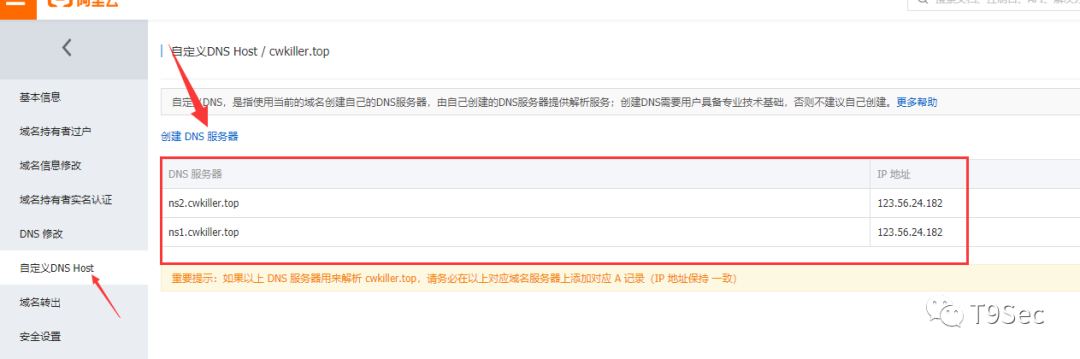 阿里云
自定义DNS Host / cwkiller.top
自定义DNS，是指使用当前的域名创建自己的DNS服务器，由自己创建的DNS服务器提供解析服务；创建DNS需要用户具备专业技术基础，否则不建议自己创建。更多帮助
创建 DNS 服务器
DNS 服务器 IP 地址
ns2.cwkiller.top 123.56.24.182
ns1.cwkiller.top 123.56.24.182
重要提示：如果以上 DNS 服务器用来解析 cwkiller.top，请务必在以上对应域名服务器上添加对应 A 记录（IP 地址保持 一致）
基本信息
域名持有者过户
域名信息修改
域名持有者实名认证
DNS 修改
自定义DNS Host
域名转出
安全设置
T9Sec